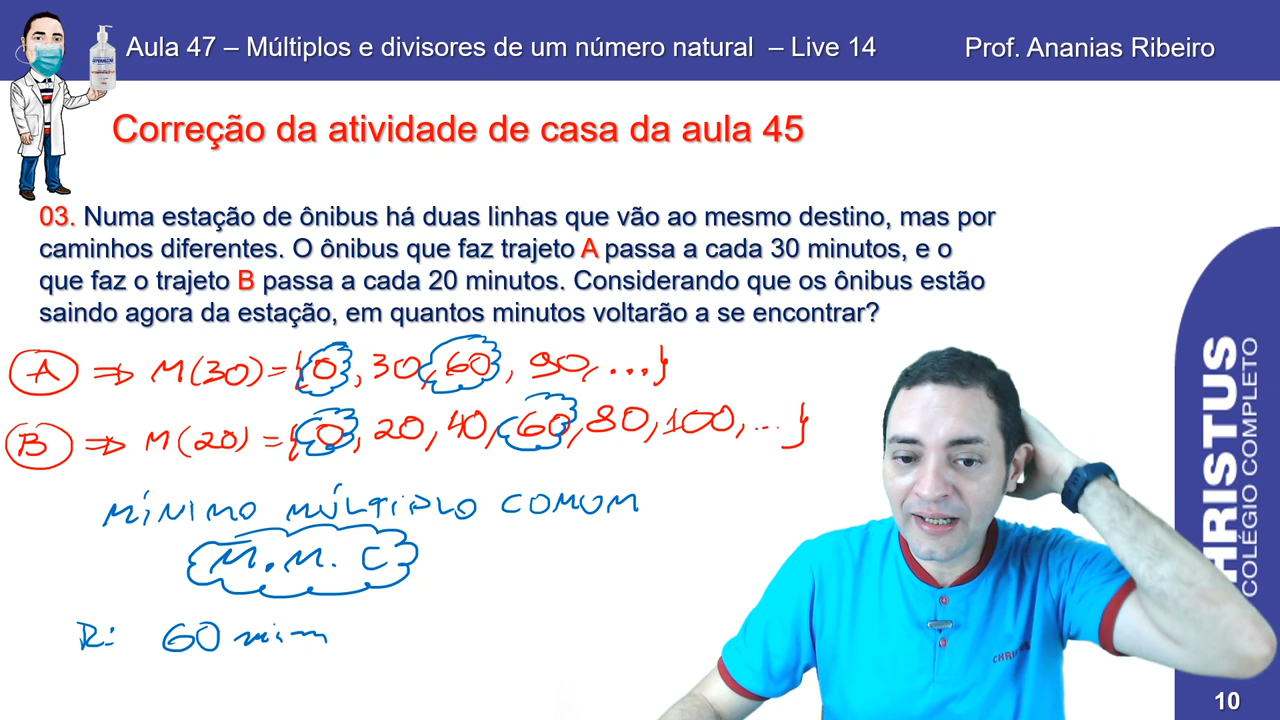 Aula 47 – Múltiplos e divisores de um número natural – Live 14
Prof. Ananias Ribeiro
Correção da atividade de casa da aula 45
03. Numa estação de ônibus há duas linhas que vão ao mesmo destino, mas por
caminhos diferentes. O ônibus que faz trajeto A passa a cada 30 minutos, e o
que faz o trajeto B passa a cada 20 minutos. Considerando que os ônibus estão
saindo agora da estação, em quantos minutos voltarão a se encontrar?
A ⇒ M(30) = {0, 30, 60, 90, ...}
B ⇒ M(20) = {0, 20, 40, 60, 80, 100, ... }
MÍNIMO MÚLTIPLO COMUM
M.M.C
R: 60 min
HRISTUS
COLÉGIO COMPLETO
10